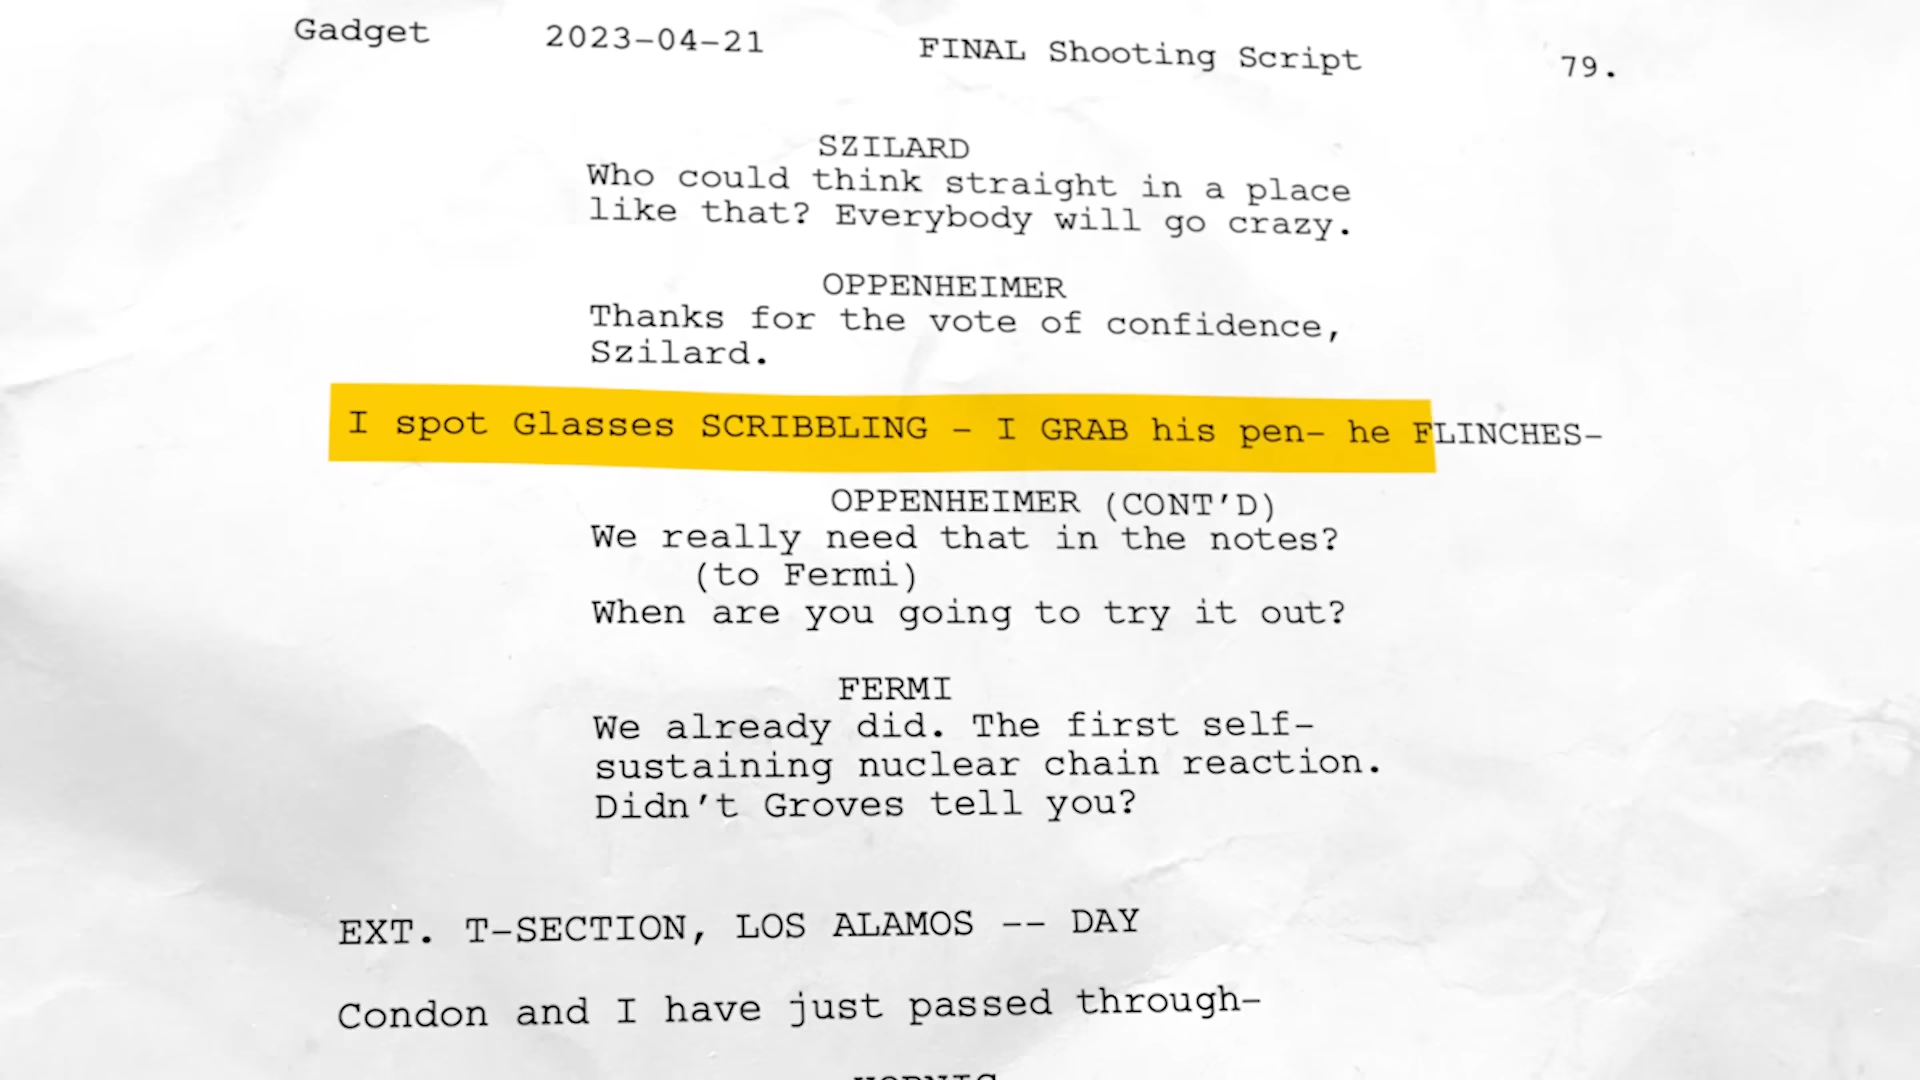 Gadget 2023-04-21 FINAL Shooting Script 79.
SZILARD
Who could think straight in a place
like that? Everybody will go crazy.
OPPENHEIMER
Thanks for the vote of confidence,
Szilard.
I spot Glasses SCRIBBLING - I GRAB his pen- he FLINCHES-
OPPENHEIMER (CONT'D)
We really need that in the notes?
(to Fermi)
When are you going to try it out?
FERMI
We already did. The first self-
sustaining nuclear chain reaction.
Didn't Groves tell you?
EXT. T-SECTION, LOS ALAMOS -- DAY
Condon and I have just passed through-